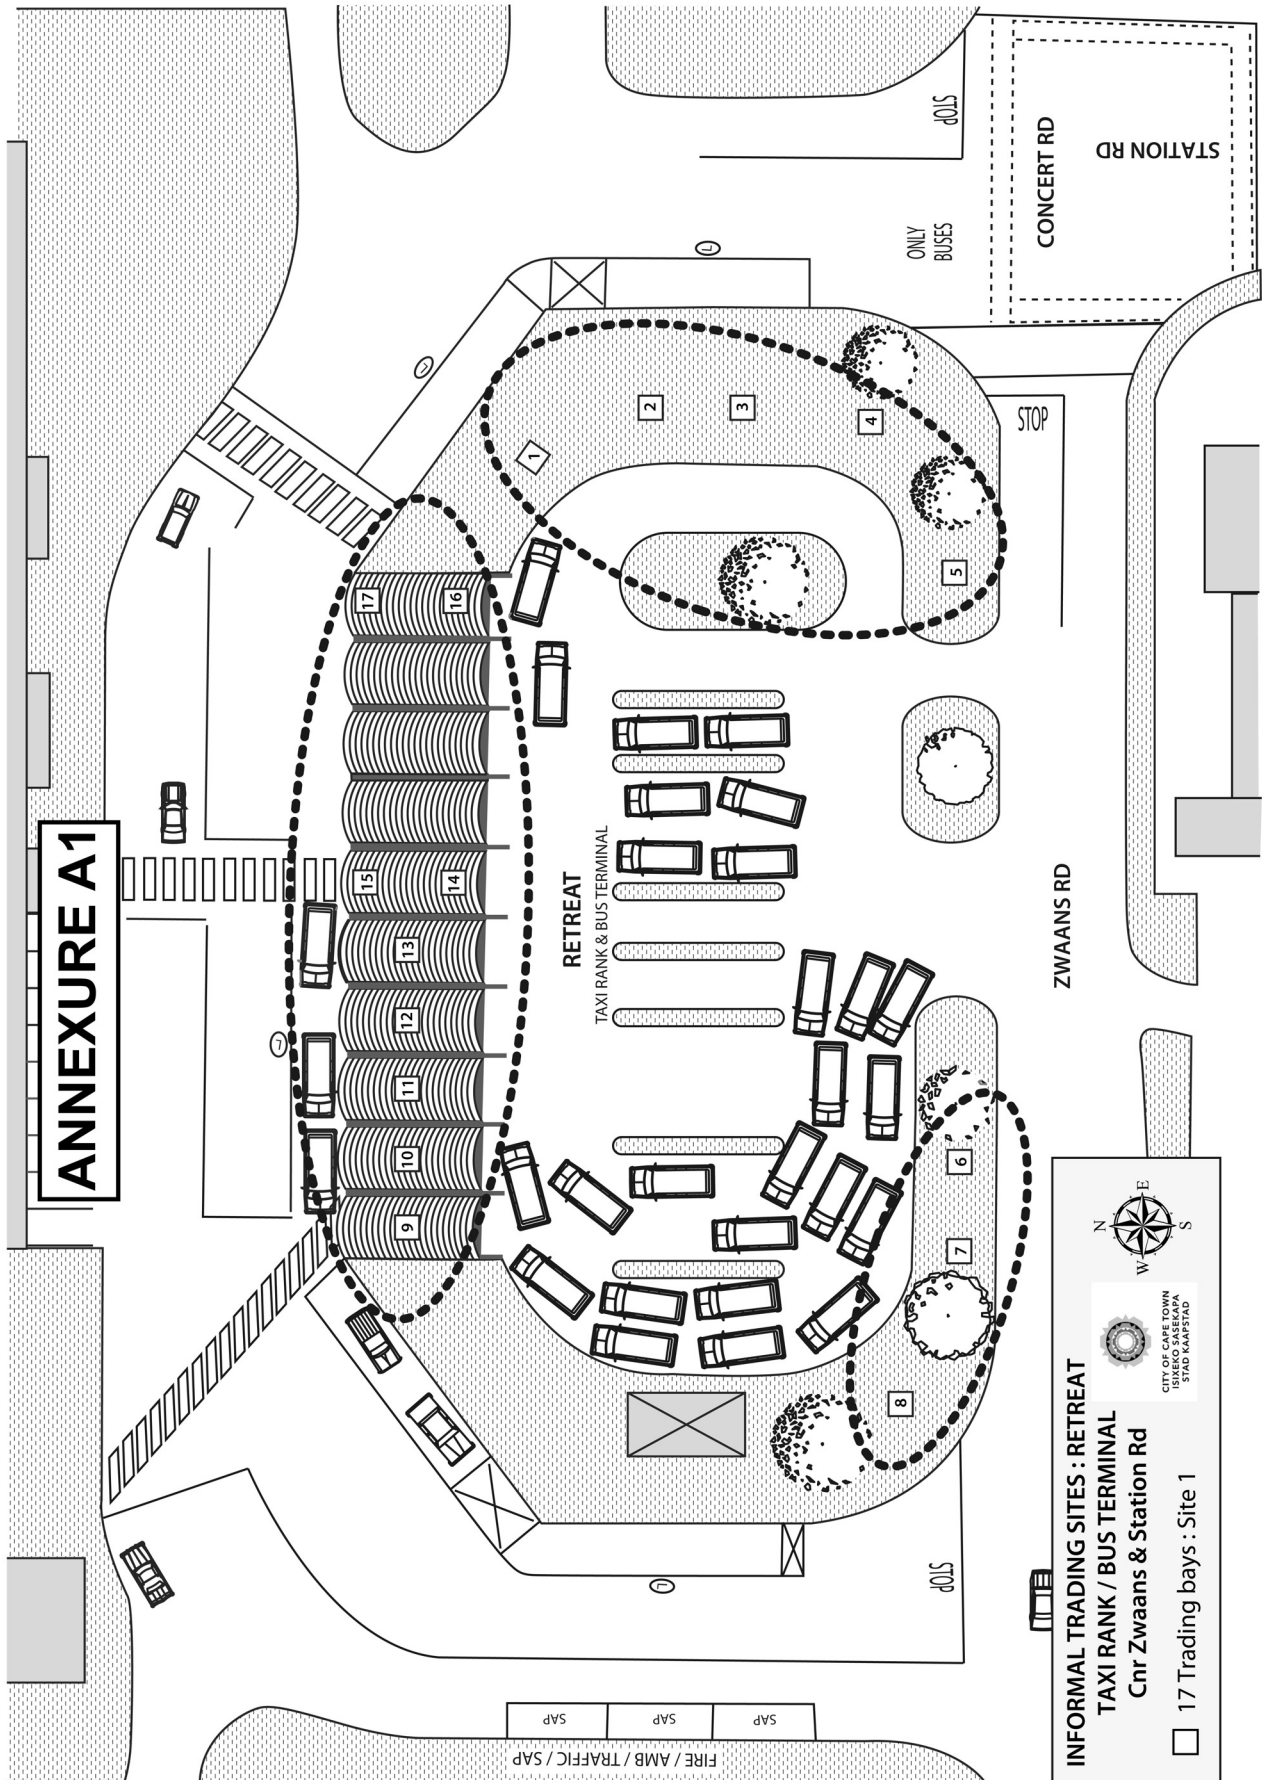 ANNEXURE A1
STOP
ONLY
BUSES
CONCERT RD
STATION RD
STOP
L
L
L
L
1
2
3
4
5
6
7
8
9
10
11
12
13
14
15
16
17
RETREAT
TAXI RANK & BUS TERMINAL
ZWAANS RD
STOP
SAP
SAP
SAP
FIRE / AMB / TRAFFIC / SAP
INFORMAL TRADING SITES : RETREAT
TAXI RANK / BUS TERMINAL
Cnr Zwaans & Station Rd
17 Trading bays : Site 1
CITY OF CAPE TOWN
ISIXEKO SASEKAPA
STAD KAAPSTAD
N
E
S
W